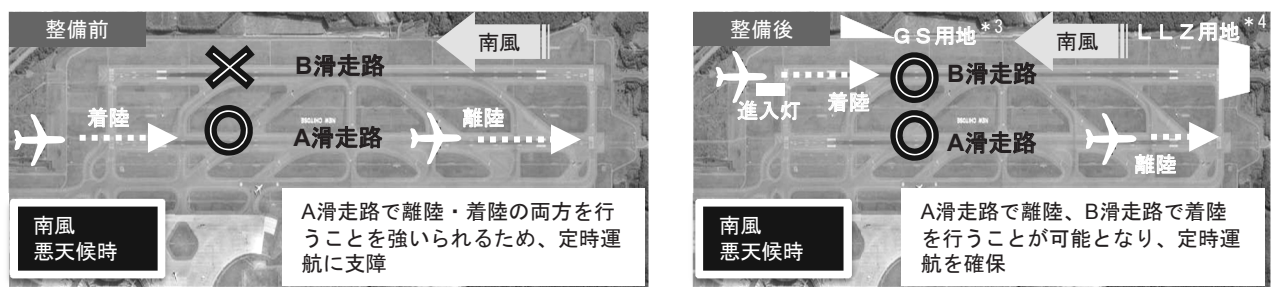 整備前
南風
B滑走路
着陸
A滑走路
離陸
南風
悪天候時
A滑走路で離陸・着陸の両方を行
うことを強いられるため、定時運
航に支障
整備後
GS用地*3
南風
LLZ用地*4
B滑走路
着陸
進入灯
A滑走路
離陸
南風
悪天候時
A滑走路で離陸、B滑走路で着陸
を行うことが可能となり、定時運
航を確保